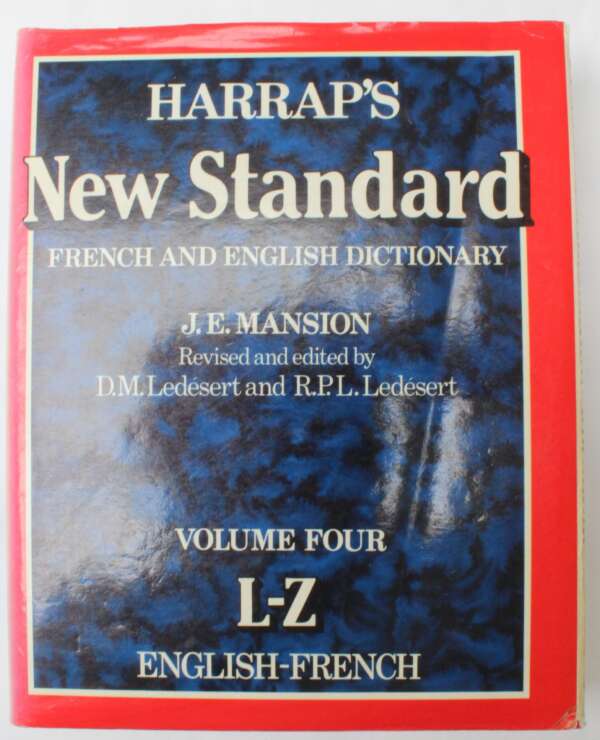 HARRAP'S
New Standard
FRENCH AND ENGLISH DICTIONARY
J. E. MANSION
Revised and edited by
D.M. Ledésert and R.P.L. Ledésert
VOLUME FOUR
L-Z
ENGLISH-FRENCH